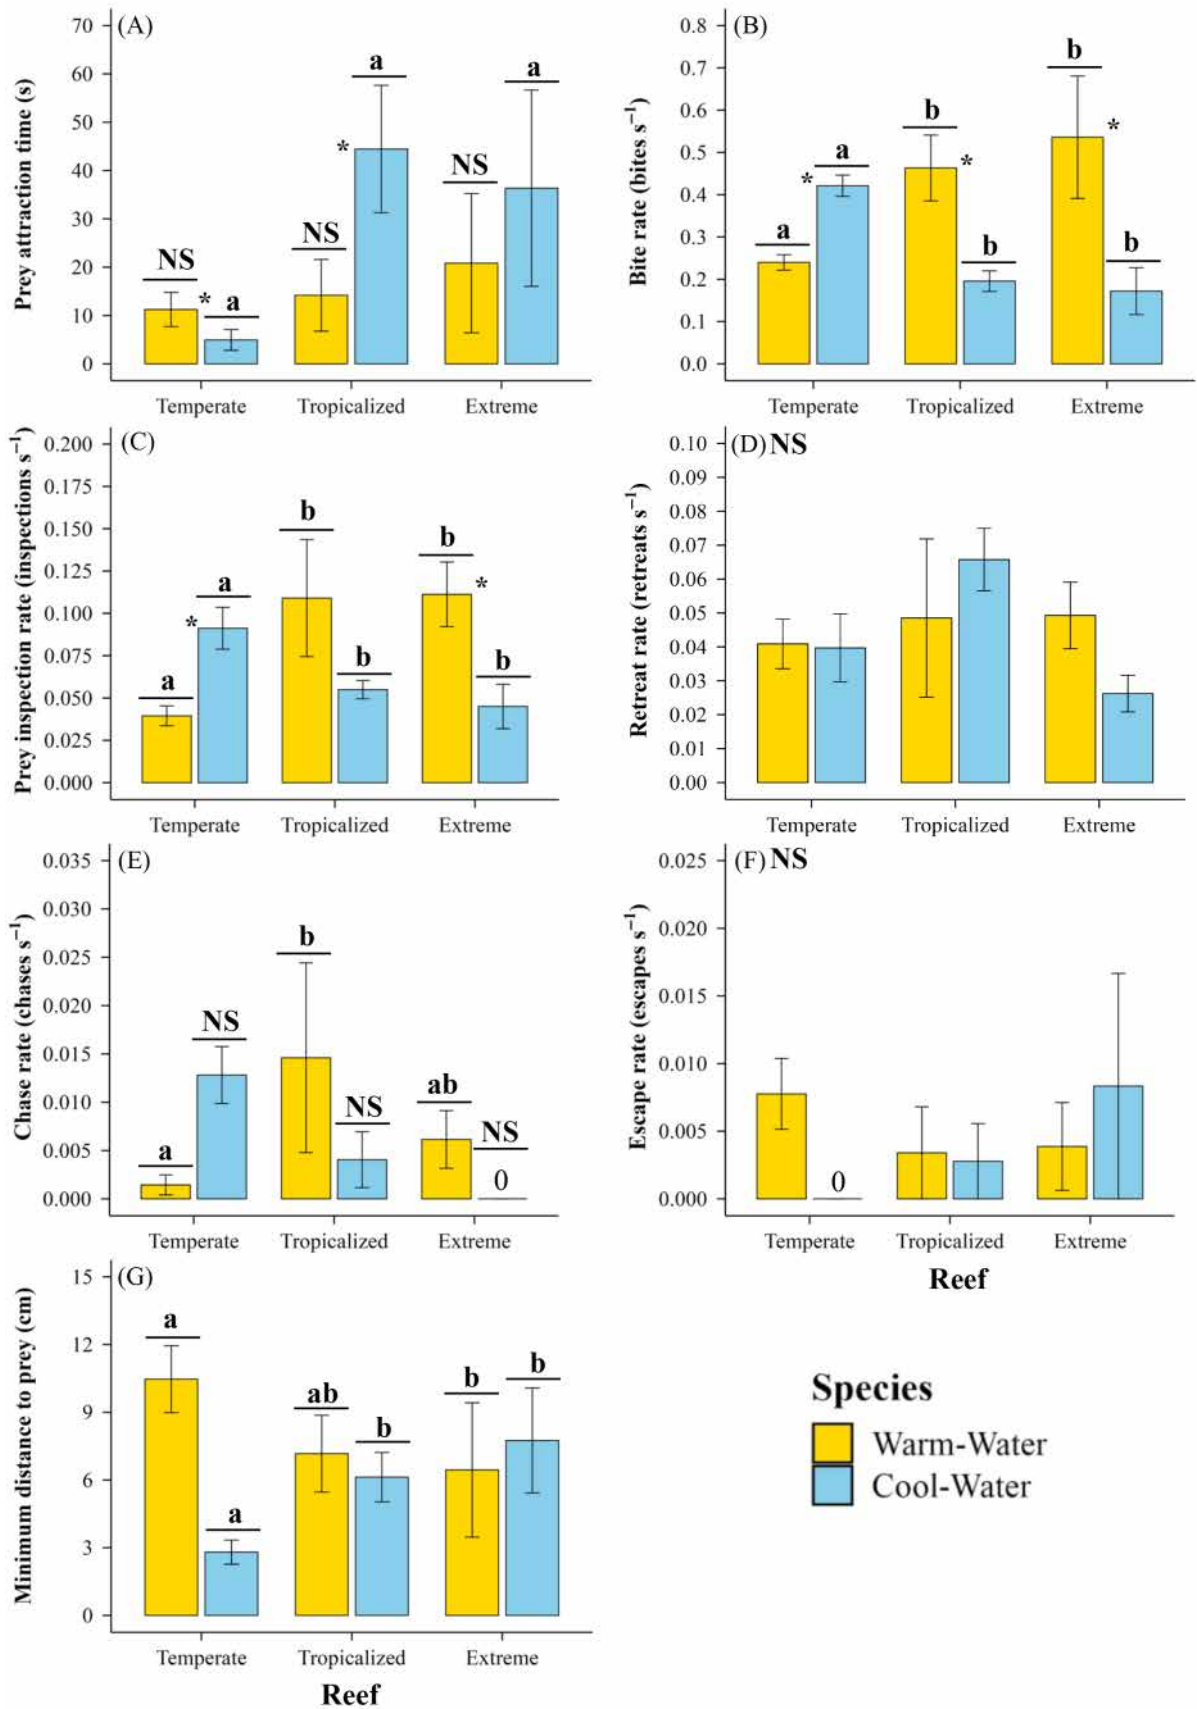 (A)
Prey attraction time (s)
70
60
50
40
30
20
10
0
NS
*
a
NS
*
a
NS
a
Temperate
Tropicalized
Extreme
(B)
Bite rate (bites s⁻¹)
0.8
0.7
0.6
0.5
0.4
0.3
0.2
0.1
0.0
a
*
a
b
*
b
b
*
b
Temperate
Tropicalized
Extreme
(C)
Prey inspection rate (inspections s⁻¹)
0.200
0.175
0.150
0.125
0.100
0.075
0.050
0.025
0.000
a
*
a
b
b
b
*
b
Temperate
Tropicalized
Extreme
(D) NS
Retreat rate (retreats s⁻¹)
0.10
0.09
0.08
0.07
0.06
0.05
0.04
0.03
0.02
0.01
0.00
Temperate
Tropicalized
Extreme
(E)
Chase rate (chases s⁻¹)
0.035
0.030
0.025
0.020
0.015
0.010
0.005
0.000
a
NS
b
NS
ab
NS
0
Temperate
Tropicalized
Extreme
(F) NS
Escape rate (escapes s⁻¹)
0.025
0.020
0.015
0.010
0.005
0.000
0
Temperate
Tropicalized
Extreme
Reef
(G)
Minimum distance to prey (cm)
15
12
9
6
3
0
a
a
ab
b
b
b
Temperate
Tropicalized
Extreme
Reef
Species
Warm-Water
Cool-Water